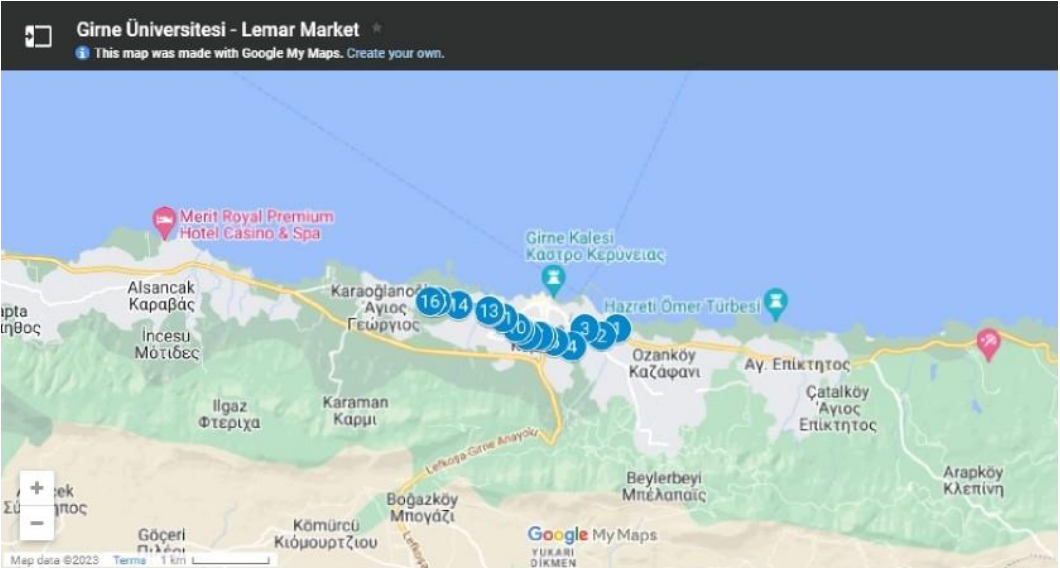 Girne Üniversitesi - Lemar Market
This map was made with Google My Maps. Create your own.
Merit Royal Premium
Hotel Casino & Spa
Girne Kalesi
Κάστρο Κερύνειας
Alsancak
Καραβάς
Karaoğlanoğlu
Άγιος
Γεώργιος
16
14
13
3
2
1
4
Hazreti Ömer Türbesi
İncesu
Μότιδες
Ozanköy
Καζάφανι
Αγ. Επίκτητος
Çatalköy
Άγιος
Επίκτητος
Ilgaz
Φτεριχα
Karaman
Καρμι
Lefkoşa-Girne Anayolu
Beylerbeyi
Μπέλαπαϊς
Arapköy
Κλεπίνη
Boğazköy
Μπογάζι
Göçeri
Kömürcü
Κιόμουρτζιου
Google My Maps
YUKARI
DİKMEN
Map data ©2023 Terms 1 km